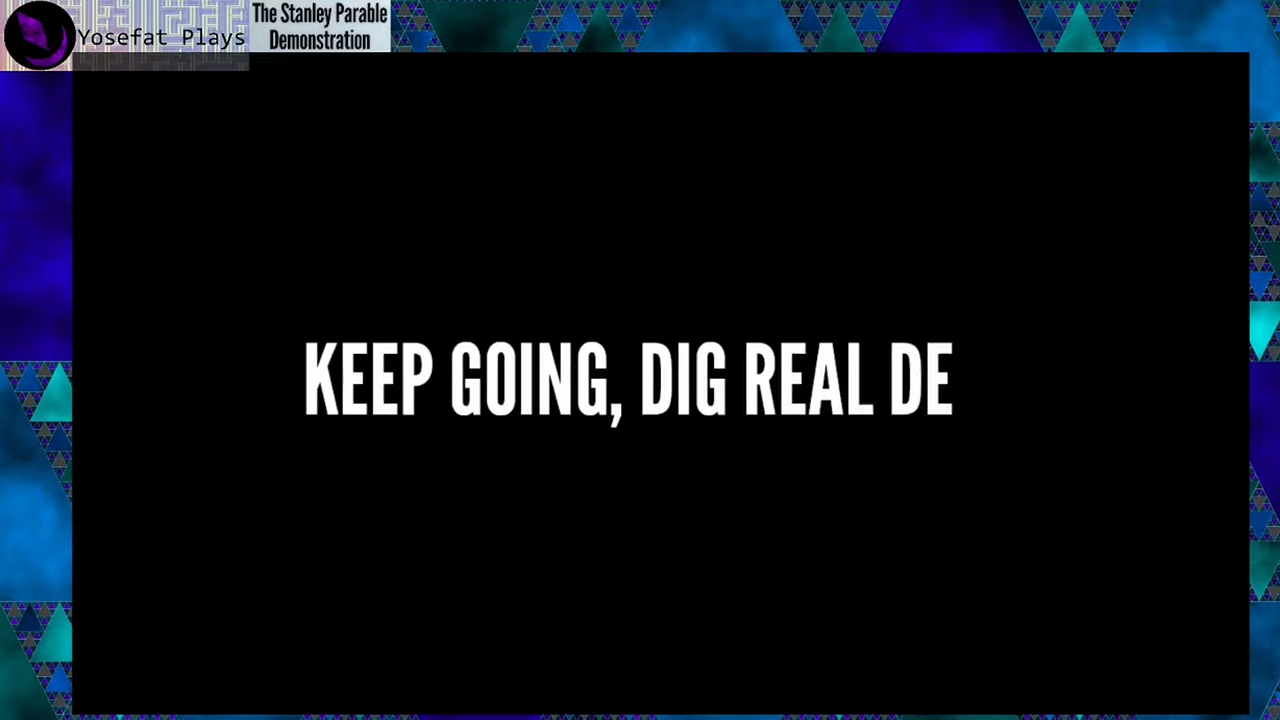 Yosefat Plays
The Stanley Parable
Demonstration
KEEP GOING, DIG REAL DE